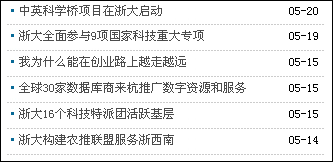 中英科学桥项目在浙大启动 05-20
浙大全面参与9项国家科技重大专项 05-19
我为什么能在创业路上越走越远 05-15
全球30家数据库商来杭推广数字资源和服务 05-15
浙大16个科技特派团活跃基层 05-15
浙大构建农推联盟服务浙西南 05-14